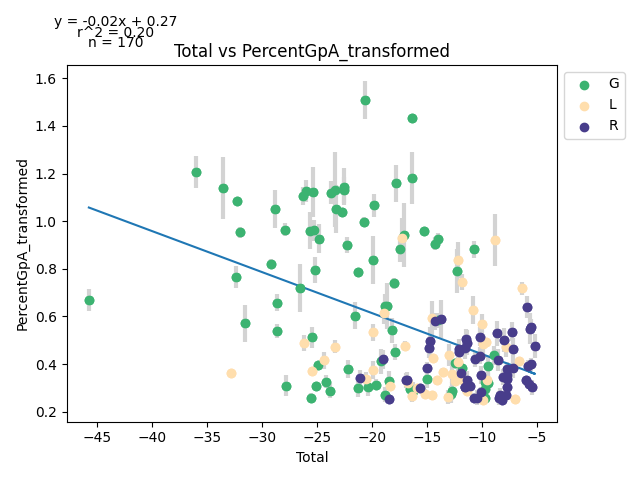 y = -0.02x + 0.27
r^2 = 0.20
n = 170
Total vs PercentGpA_transformed
1.6
1.4
1.2
1.0
0.8
0.6
0.4
0.2
PercentGpA_transformed
−45
−40
−35
−30
−25
−20
−15
−10
−5
Total
G
L
R